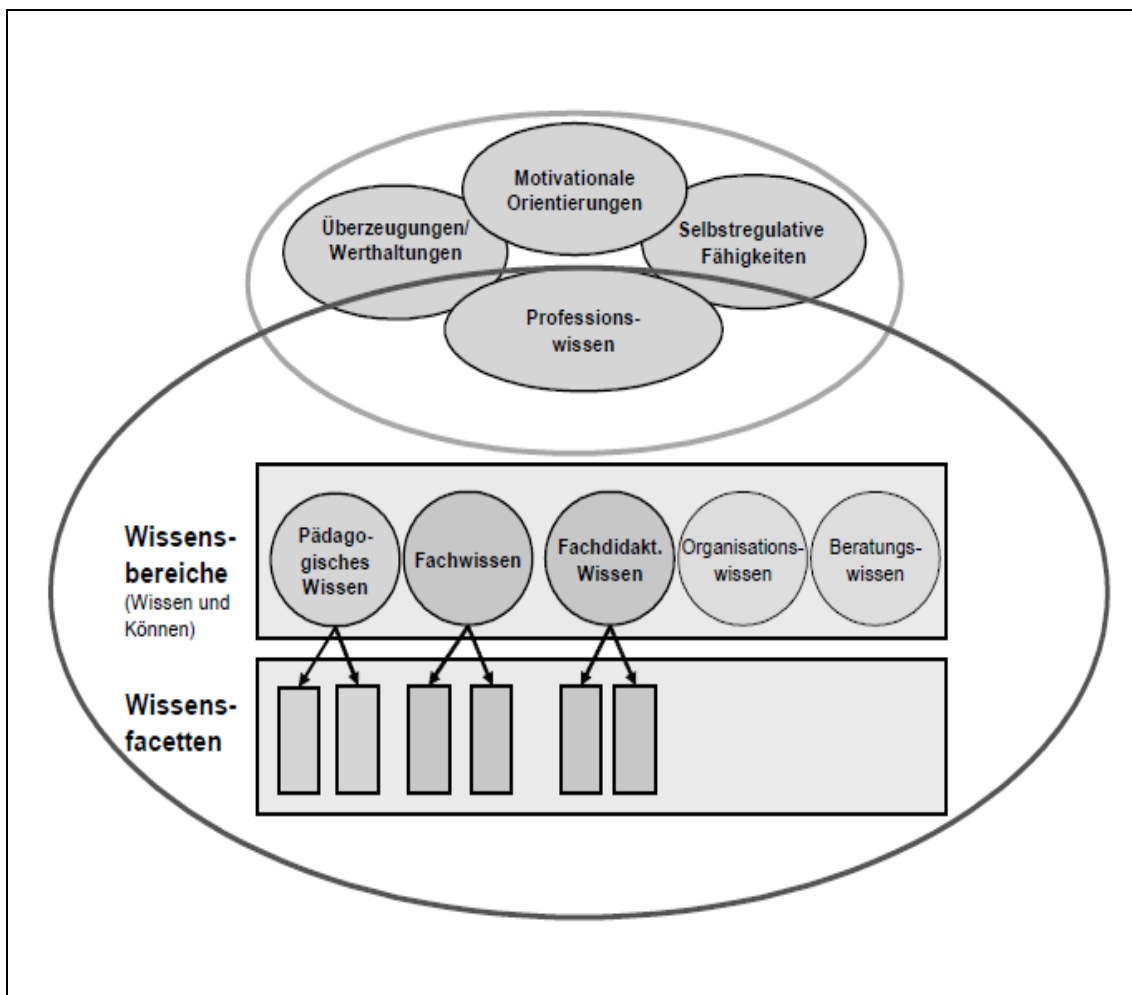 Motivationale
Orientierungen
Überzeugungen/
Werthaltungen
Selbstregulative
Fähigkeiten
Professions-
wissen
Wissens-
bereiche
(Wissen und
Können)
Pädago-
gisches
Wissen
Fachwissen
Fachdidakt.
Wissen
Organisations-
wissen
Beratungs-
wissen
Wissens-
facetten